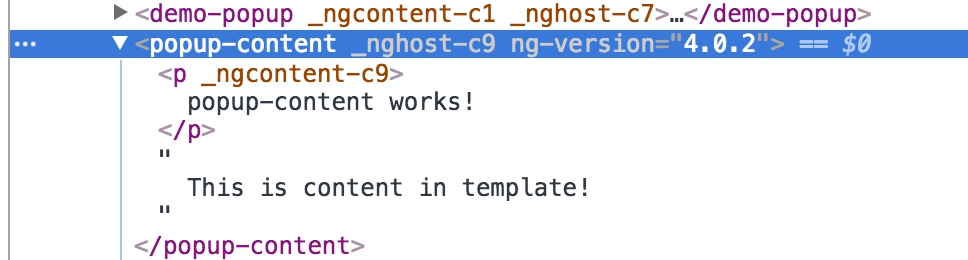 ▶<demo-popup _ngcontent-c1 _nghost-c7>…</demo-popup>
… ▼<popup-content _nghost-c9 ng-version="4.0.2"> == $0
<p _ngcontent-c9>
popup-content works!
</p>
"
This is content in template!
"
</popup-content>